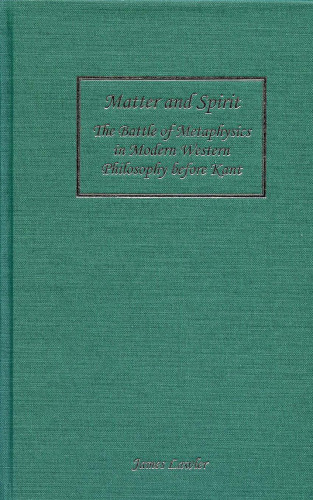 Matter and Spirit
The Battle of Metaphysics
in Modern Western
Philosophy before Kant
James Lawler